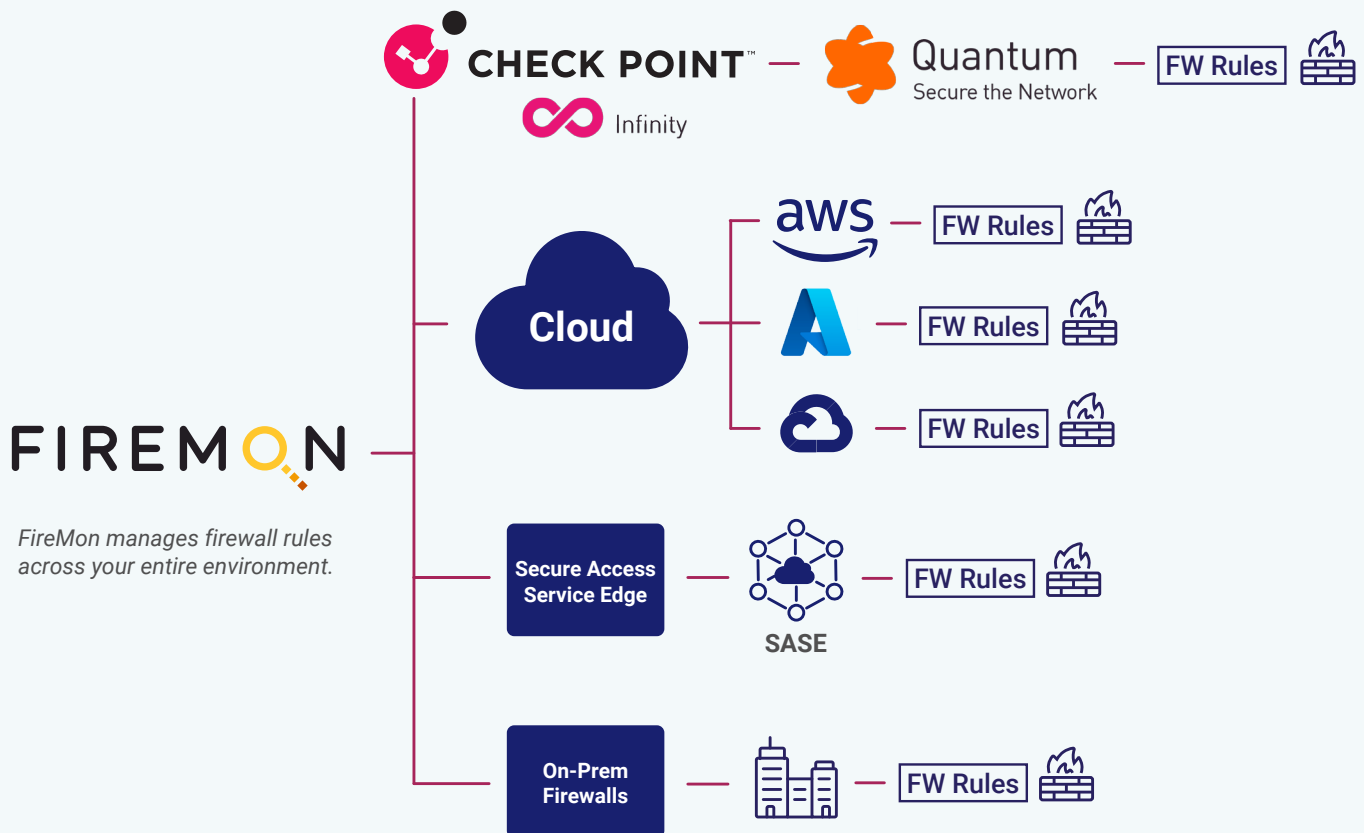 CHECK POINT™
Infinity
Quantum
Secure the Network
FW Rules
Cloud
aws
FW Rules
FW Rules
FW Rules
FIREMON
FireMon manages firewall rules
across your entire environment.
Secure Access
Service Edge
SASE
FW Rules
On-Prem
Firewalls
FW Rules